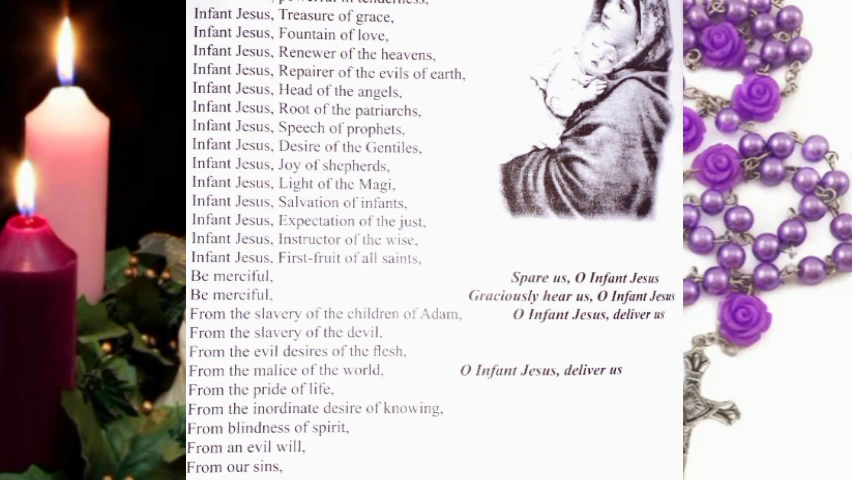 powerful in tenderness,
Infant Jesus, Treasure of grace,
Infant Jesus, Fountain of love,
Infant Jesus, Renewer of the heavens,
Infant Jesus, Repairer of the evils of earth,
Infant Jesus, Head of the angels,
Infant Jesus, Root of the patriarchs,
Infant Jesus, Speech of prophets,
Infant Jesus, Desire of the Gentiles,
Infant Jesus, Joy of shepherds,
Infant Jesus, Light of the Magi,
Infant Jesus, Salvation of infants,
Infant Jesus, Expectation of the just,
Infant Jesus, Instructor of the wise,
Infant Jesus, First-fruit of all saints,
Be merciful, Spare us, O Infant Jesus
Be merciful, Graciously hear us, O Infant Jesus
From the slavery of the children of Adam, O Infant Jesus, deliver us
From the slavery of the devil,
From the evil desires of the flesh,
From the malice of the world, O Infant Jesus, deliver us
From the pride of life,
From the inordinate desire of knowing,
From blindness of spirit,
From an evil will,
From our sins,